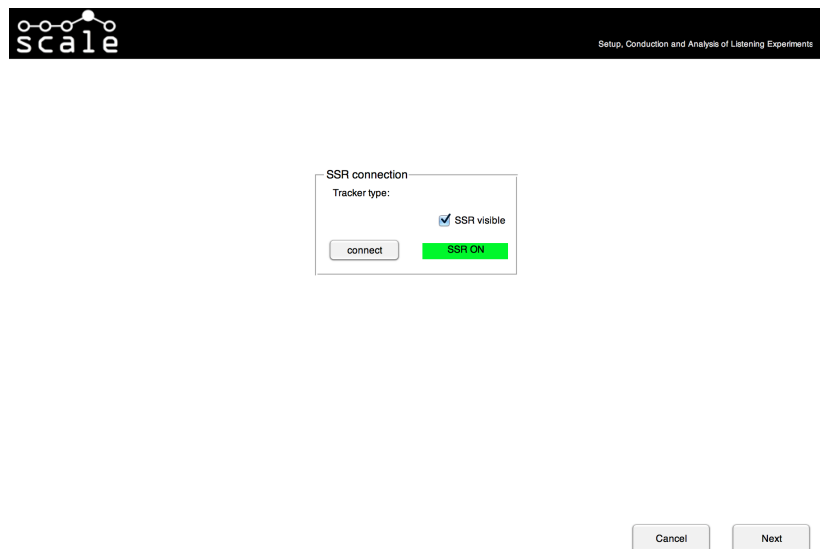 scale
Setup, Conduction and Analysis of Listening Experiments
SSR connection
Tracker type:
SSR visible
connect
SSR ON
Cancel
Next